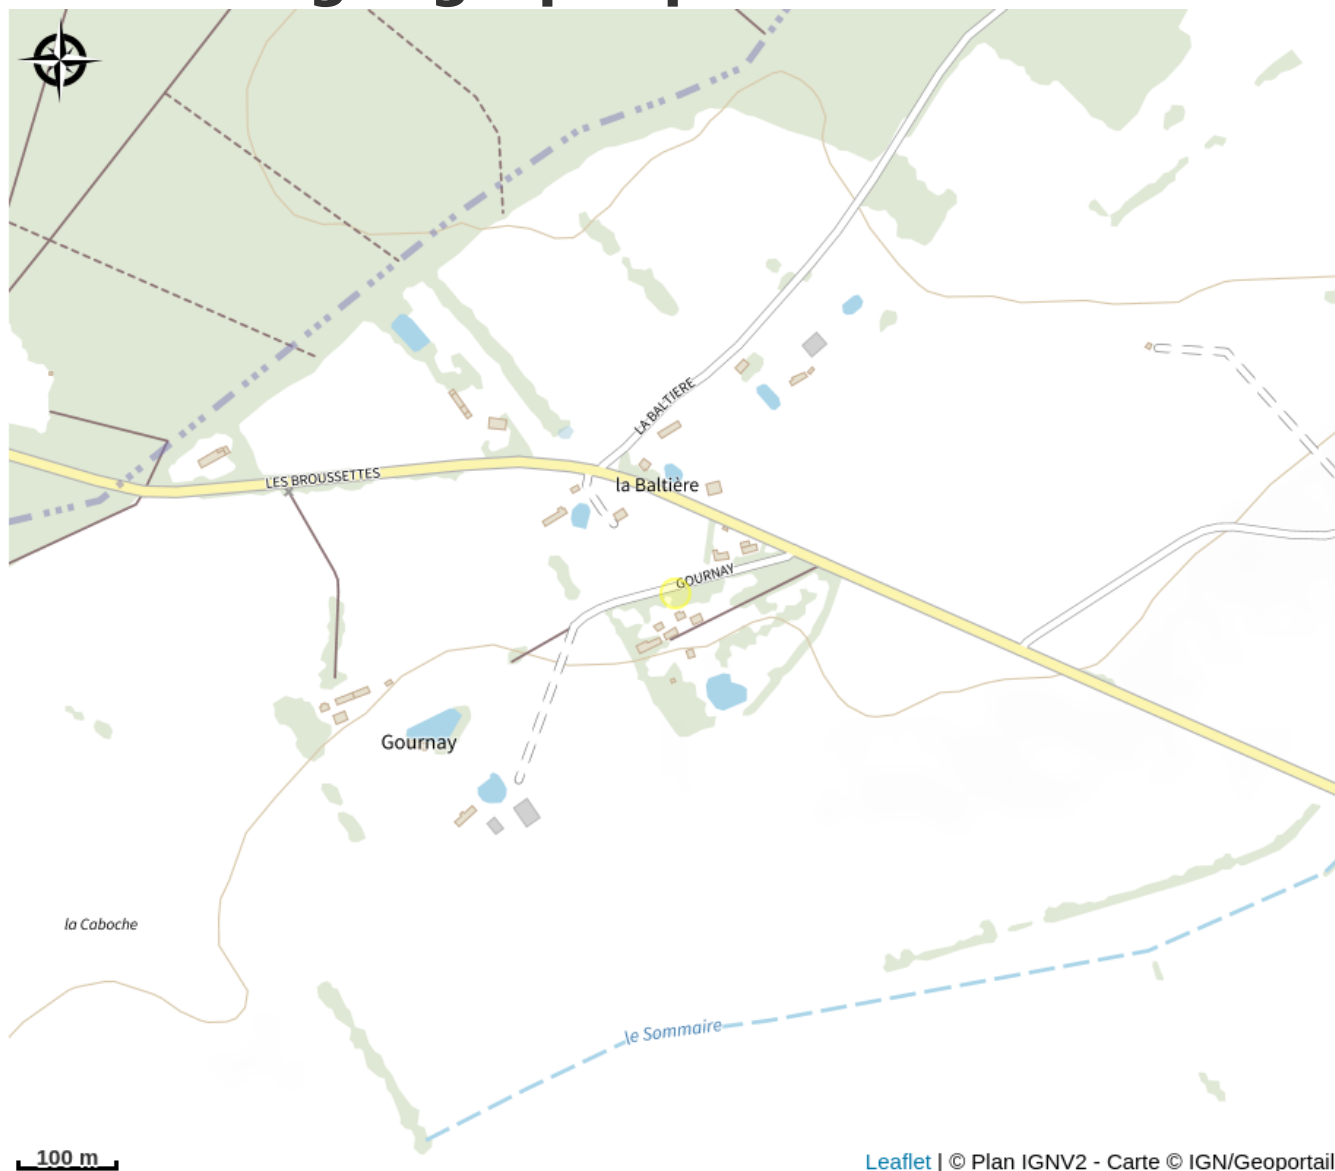 LA BALTIERE
LES BROUSSETTES
la Baltière
GOURNAY
Gournay
la Caboche
le Sommaire
100 m
Leaflet | © Plan IGNV2 - Carte © IGN/Geoportail